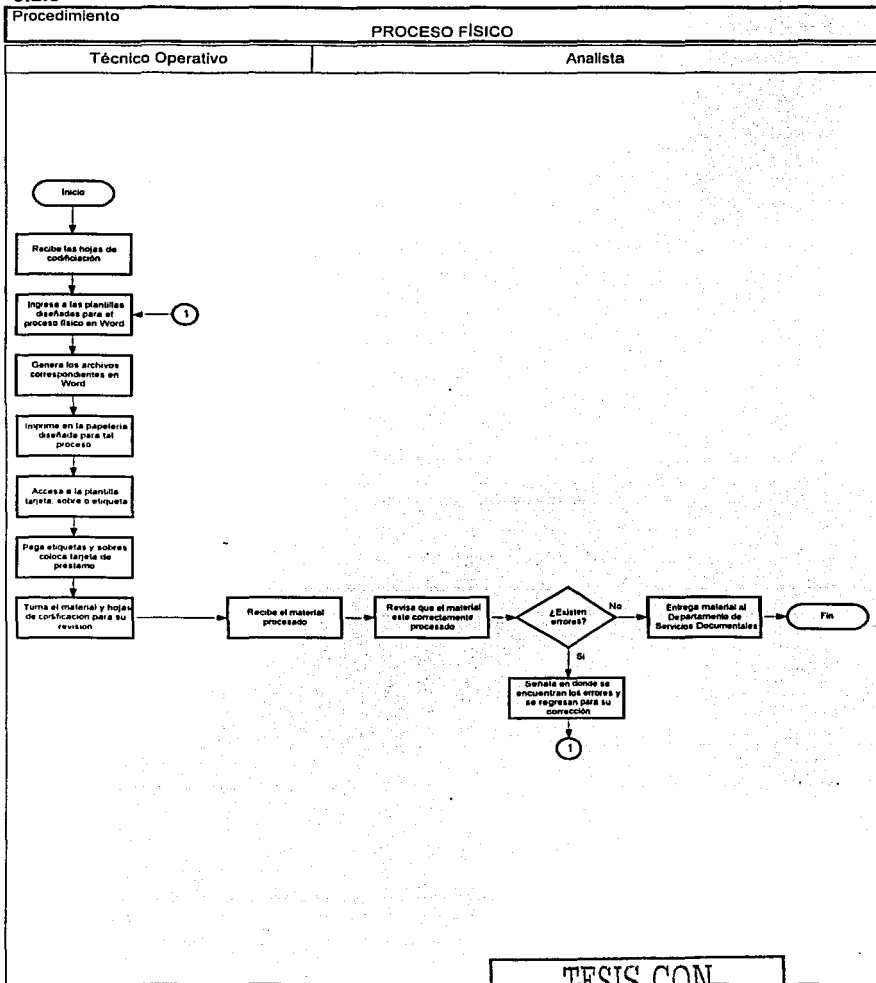 Procedimiento
PROCESO FÍSICO
Técnico Operativo
Analista
Inicio
Recibe las hojas de
codificiación
Ingresa a las plantillas
diseñadas para el
proceso físico en Word
1
Genera los archivos
correspondientes en
Word
Imprime en la papelería
diseñada para tal
proceso
Accesa a la plantilla
tarjeta, sobre o etiqueta
Pega etiquetas y sobres
coloca tarjeta de
préstamo
Turna el material y hojas
de codificación para su
revisión
Recibe el material
procesado
Revisa que el material
este correctamente
procesado
¿Existen
errores?
No
Entrega material al
Departamento de
Servicios Documentales
Fin
Si
Señala en donde se
encuentran los errores y
se regresan para su
corrección
1
TESIS CON